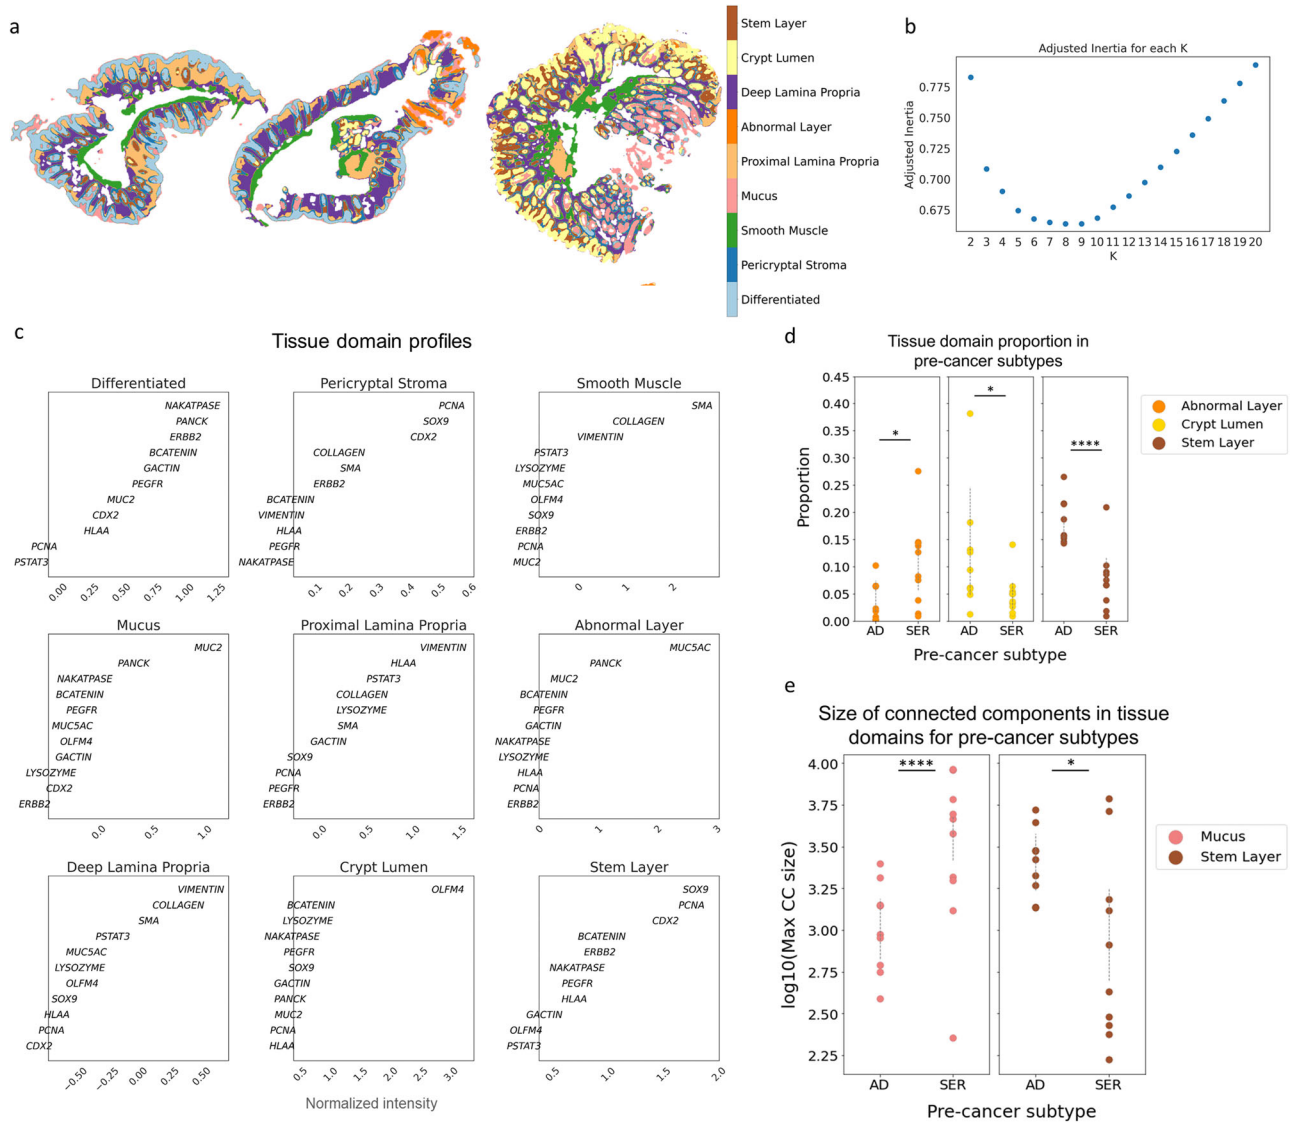 a
Stem Layer
Crypt Lumen
Deep Lamina Propria
Abnormal Layer
Proximal Lamina Propria
Mucus
Smooth Muscle
Pericryptal Stroma
Differentiated
b
Adjusted Inertia for each K
Adjusted Inertia
0.775
0.750
0.725
0.700
0.675
2 3 4 5 6 7 8 9 10 11 12 13 14 15 16 17 18 19 20
K
c
Tissue domain profiles
Differentiated
NAKATPASE
PANCK
ERBB2
BCATENIN
GACTIN
PEGFR
MUC2
CDX2
HLAA
PCNA
PSTAT3
0.00 0.25 0.50 0.75 1.00 1.25
Pericryptal Stroma
PCNA
SOX9
CDX2
COLLAGEN
SMA
ERBB2
BCATENIN
VIMENTIN
HLAA
PEGFR
NAKATPASE
0.1 0.2 0.3 0.4 0.5 0.6
Smooth Muscle
SMA
COLLAGEN
VIMENTIN
PSTAT3
LYSOZYME
MUC5AC
OLFM4
SOX9
ERBB2
PCNA
MUC2
0 1 2
Mucus
MUC2
PANCK
NAKATPASE
BCATENIN
PEGFR
MUC5AC
OLFM4
GACTIN
LYSOZYME
CDX2
ERBB2
0.0 0.5 1.0
Proximal Lamina Propria
VIMENTIN
HLAA
PSTAT3
COLLAGEN
LYSOZYME
SMA
GACTIN
SOX9
PCNA
PEGFR
ERBB2
0.0 0.5 1.0 1.5
Abnormal Layer
MUC5AC
PANCK
MUC2
BCATENIN
PEGFR
GACTIN
NAKATPASE
LYSOZYME
HLAA
PCNA
ERBB2
0 1 2 3
Deep Lamina Propria
VIMENTIN
COLLAGEN
SMA
PSTAT3
MUC5AC
LYSOZYME
OLFM4
SOX9
HLAA
PCNA
CDX2
−0.50 −0.25 0.00 0.25 0.50
Crypt Lumen
OLFM4
BCATENIN
LYSOZYME
NAKATPASE
PEGFR
SOX9
GACTIN
PANCK
MUC2
PCNA
HLAA
0.5 1.0 1.5 2.0 2.5 3.0
Stem Layer
SOX9
PCNA
CDX2
BCATENIN
ERBB2
NAKATPASE
PEGFR
HLAA
GACTIN
OLFM4
PSTAT3
0.5 1.0 1.5 2.0
Normalized intensity
d
Tissue domain proportion in
pre-cancer subtypes
Proportion
0.45
0.40
0.35
0.30
0.25
0.20
0.15
0.10
0.05
0.00
* * ****
AD SER AD SER AD SER
Pre-cancer subtype
Abnormal Layer
Crypt Lumen
Stem Layer
e
Size of connected components in tissue
domains for pre-cancer subtypes
log10(Max CC size)
4.00
3.75
3.50
3.25
3.00
2.75
2.50
2.25
**** *
AD SER AD SER
Pre-cancer subtype
Mucus
Stem Layer